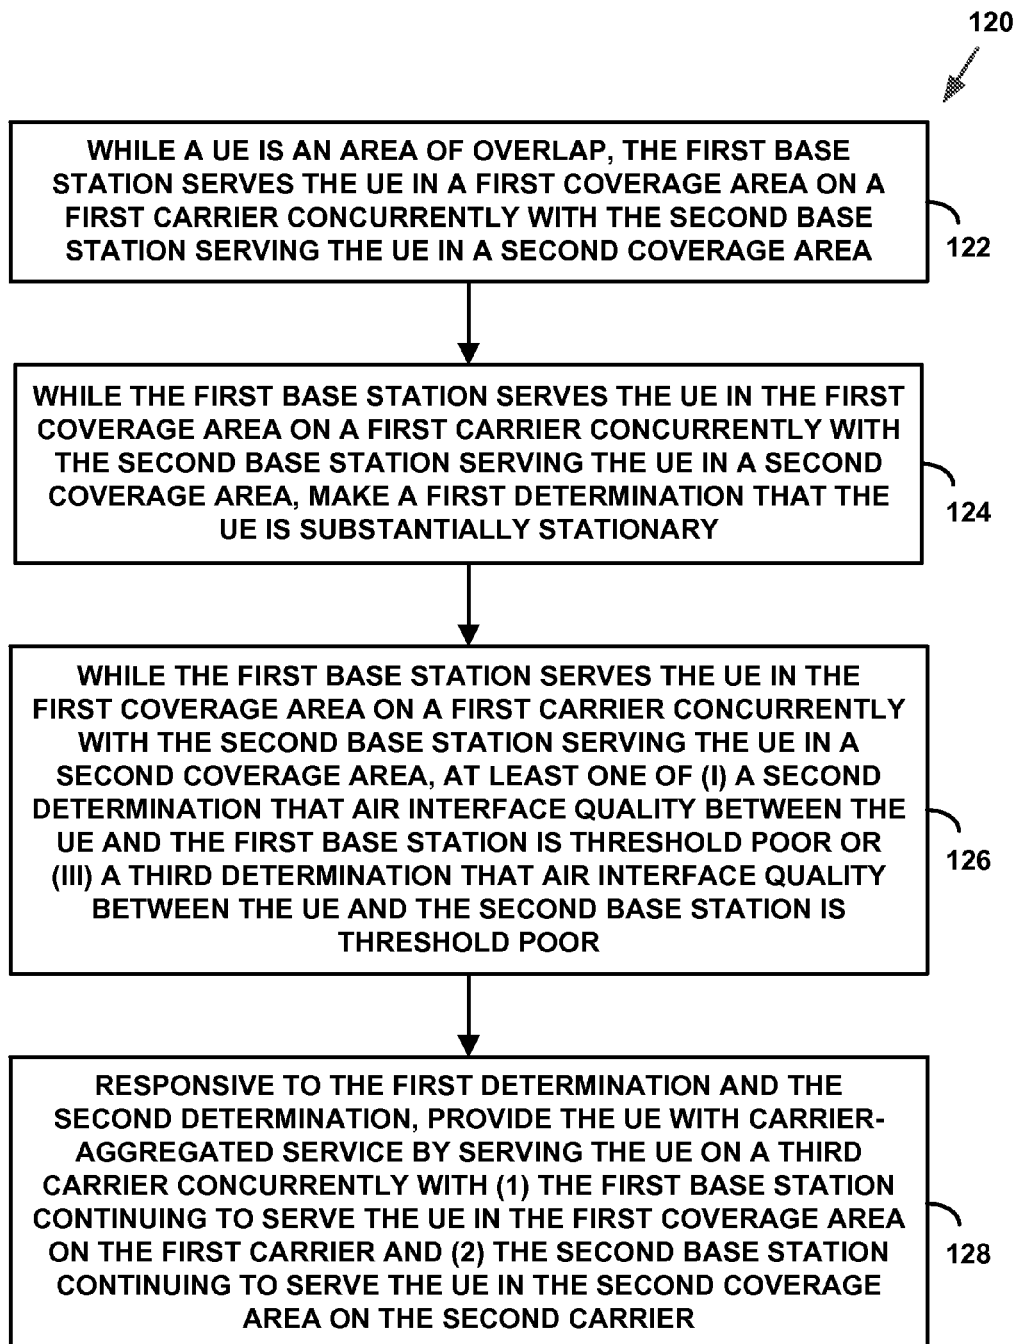 120
WHILE A UE IS AN AREA OF OVERLAP, THE FIRST BASE
STATION SERVES THE UE IN A FIRST COVERAGE AREA ON A
FIRST CARRIER CONCURRENTLY WITH THE SECOND BASE
STATION SERVING THE UE IN A SECOND COVERAGE AREA
122
WHILE THE FIRST BASE STATION SERVES THE UE IN THE FIRST
COVERAGE AREA ON A FIRST CARRIER CONCURRENTLY WITH
THE SECOND BASE STATION SERVING THE UE IN A SECOND
COVERAGE AREA, MAKE A FIRST DETERMINATION THAT THE
UE IS SUBSTANTIALLY STATIONARY
124
WHILE THE FIRST BASE STATION SERVES THE UE IN THE
FIRST COVERAGE AREA ON A FIRST CARRIER CONCURRENTLY
WITH THE SECOND BASE STATION SERVING THE UE IN A
SECOND COVERAGE AREA, AT LEAST ONE OF (I) A SECOND
DETERMINATION THAT AIR INTERFACE QUALITY BETWEEN THE
UE AND THE FIRST BASE STATION IS THRESHOLD POOR OR
(III) A THIRD DETERMINATION THAT AIR INTERFACE QUALITY
BETWEEN THE UE AND THE SECOND BASE STATION IS
THRESHOLD POOR
126
RESPONSIVE TO THE FIRST DETERMINATION AND THE
SECOND DETERMINATION, PROVIDE THE UE WITH CARRIER-
AGGREGATED SERVICE BY SERVING THE UE ON A THIRD
CARRIER CONCURRENTLY WITH (1) THE FIRST BASE STATION
CONTINUING TO SERVE THE UE IN THE FIRST COVERAGE AREA
ON THE FIRST CARRIER AND (2) THE SECOND BASE STATION
CONTINUING TO SERVE THE UE IN THE SECOND COVERAGE
AREA ON THE SECOND CARRIER
128